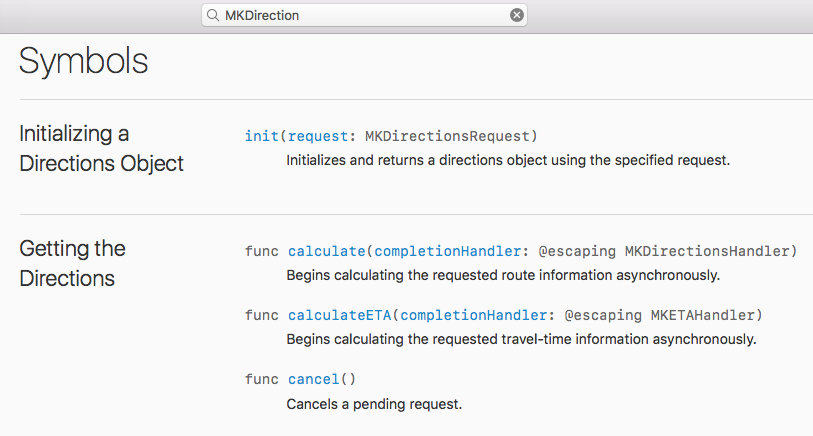 MKDirection
Symbols
Initializing a
Directions Object
init(request: MKDirectionsRequest)
Initializes and returns a directions object using the specified request.
Getting the
Directions
func calculate(completionHandler: @escaping MKDirectionsHandler)
Begins calculating the requested route information asynchronously.
func calculateETA(completionHandler: @escaping MKETAHandler)
Begins calculating the requested travel-time information asynchronously.
func cancel()
Cancels a pending request.